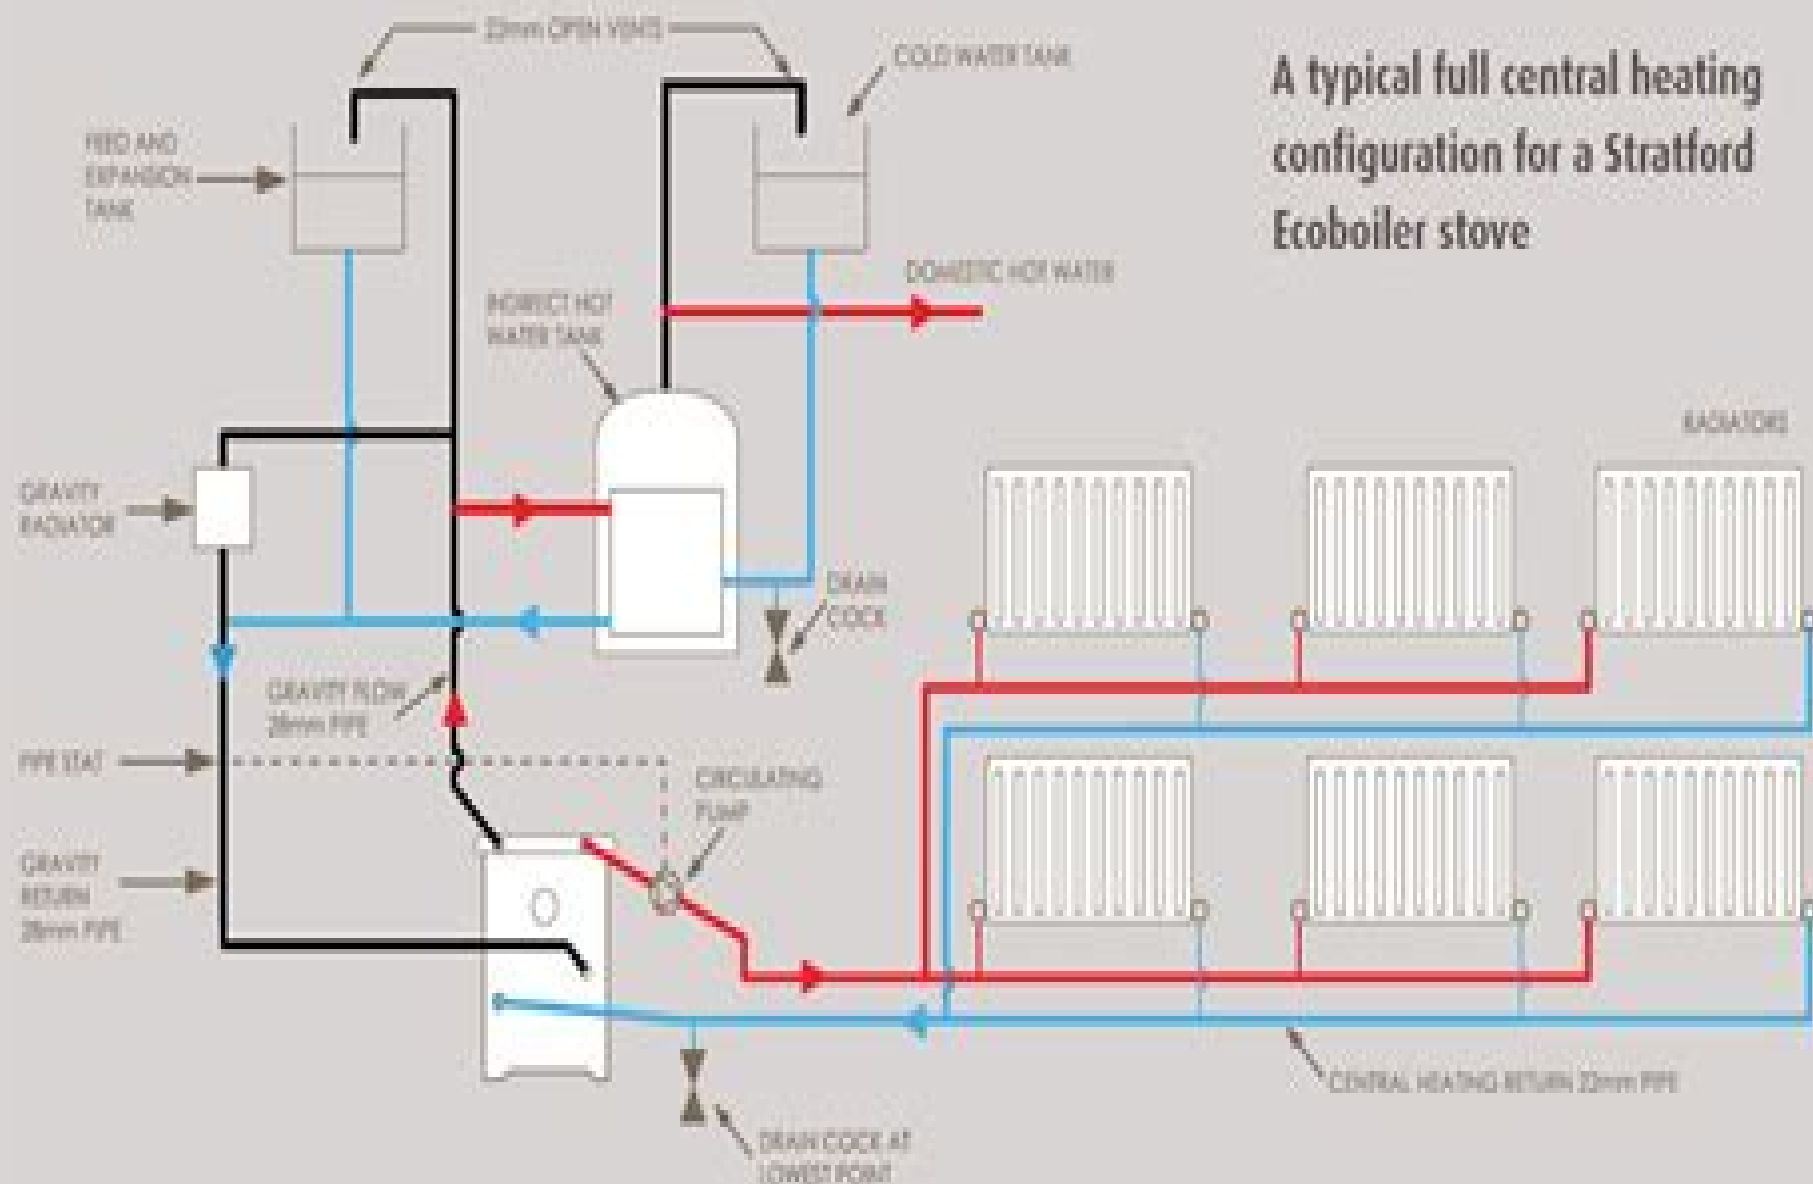 22mm OPEN VENTS
COLD WATER TANK
A typical full central heating
configuration for a Stratford
Ecoboiler stove
FEED AND
EXPANSION
TANK
DOMESTIC HOT WATER
INDIRECT HOT
WATER TANK
RADIATORS
GRAVITY
RADIATOR
DRAIN
COCK
GRAVITY FLOW
28mm PIPE
PIPE STAT
CIRCULATING
PUMP
GRAVITY
RETURN
28mm PIPE
CENTRAL HEATING RETURN 22mm PIPE
DRAIN COCK AT
LOWEST POINT